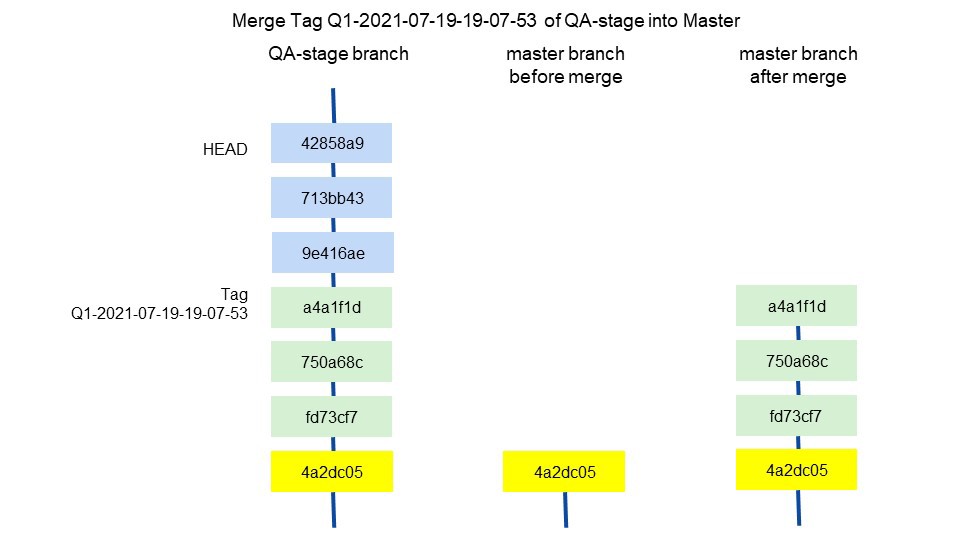 Merge Tag Q1-2021-07-19-19-07-53 of QA-stage into Master
QA-stage branch
master branch
before merge
master branch
after merge
HEAD
42858a9
713bb43
9e416ae
Tag
Q1-2021-07-19-19-07-53
a4a1f1d
a4a1f1d
750a68c
750a68c
fd73cf7
fd73cf7
4a2dc05
4a2dc05
4a2dc05